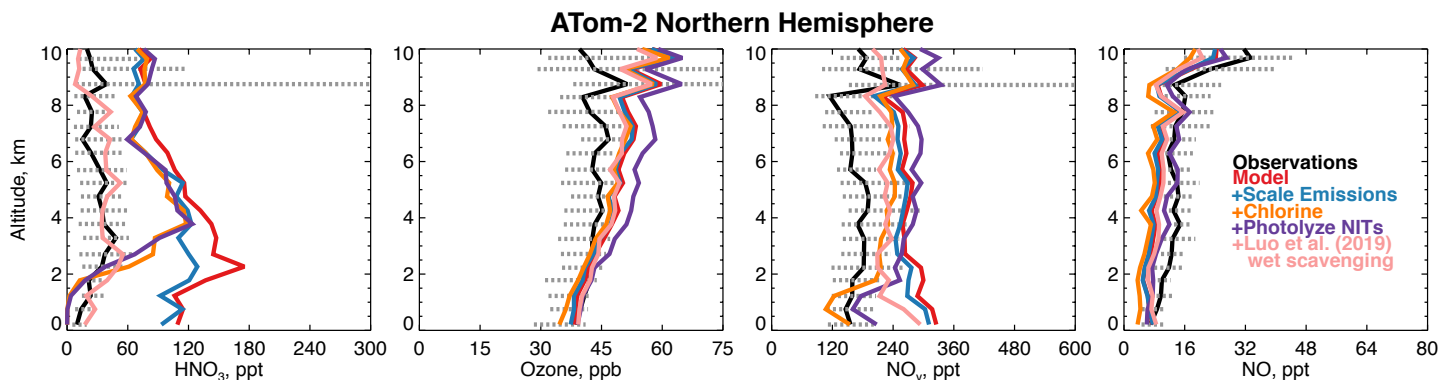 ATom-2 Northern Hemisphere
Altitude, km
10
8
6
4
2
0
0 60 120 180 240 300
HNO3, ppt
10
8
6
4
2
0
0 15 30 45 60 75
Ozone, ppb
10
8
6
4
2
0
120 240 360 480 600
NOy, ppt
10
8
6
4
2
0
0 16 32 48 64 80
NO, ppt
Observations
Model
+Scale Emissions
+Chlorine
+Photolyze NITs
+Luo et al. (2019)
wet scavenging